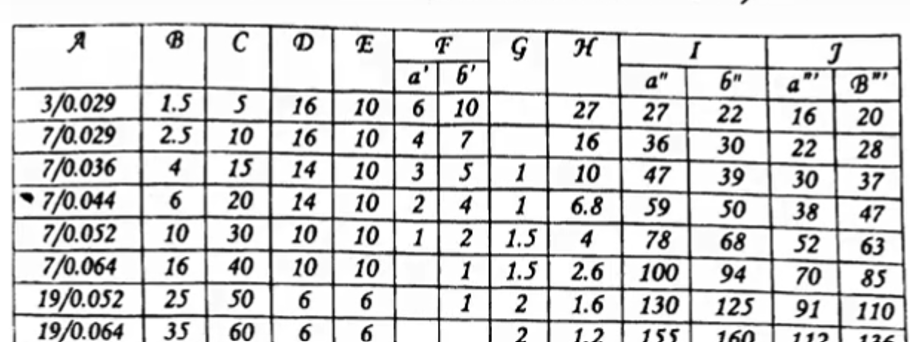 A B C D E F G H I J
a' б' a" б" a"' B"'
3/0.029 1.5 5 16 10 6 10 27 27 22 16 20
7/0.029 2.5 10 16 10 4 7 16 36 30 22 28
7/0.036 4 15 14 10 3 5 1 10 47 39 30 37
7/0.044 6 20 14 10 2 4 1 6.8 59 50 38 47
7/0.052 10 30 10 10 1 2 1.5 4 78 68 52 63
7/0.064 16 40 10 10 1 1.5 2.6 100 94 70 85
19/0.052 25 50 6 6 1 2 1.6 130 125 91 110
19/0.064 35 60 6 6 2 1.2 155 160 112 136